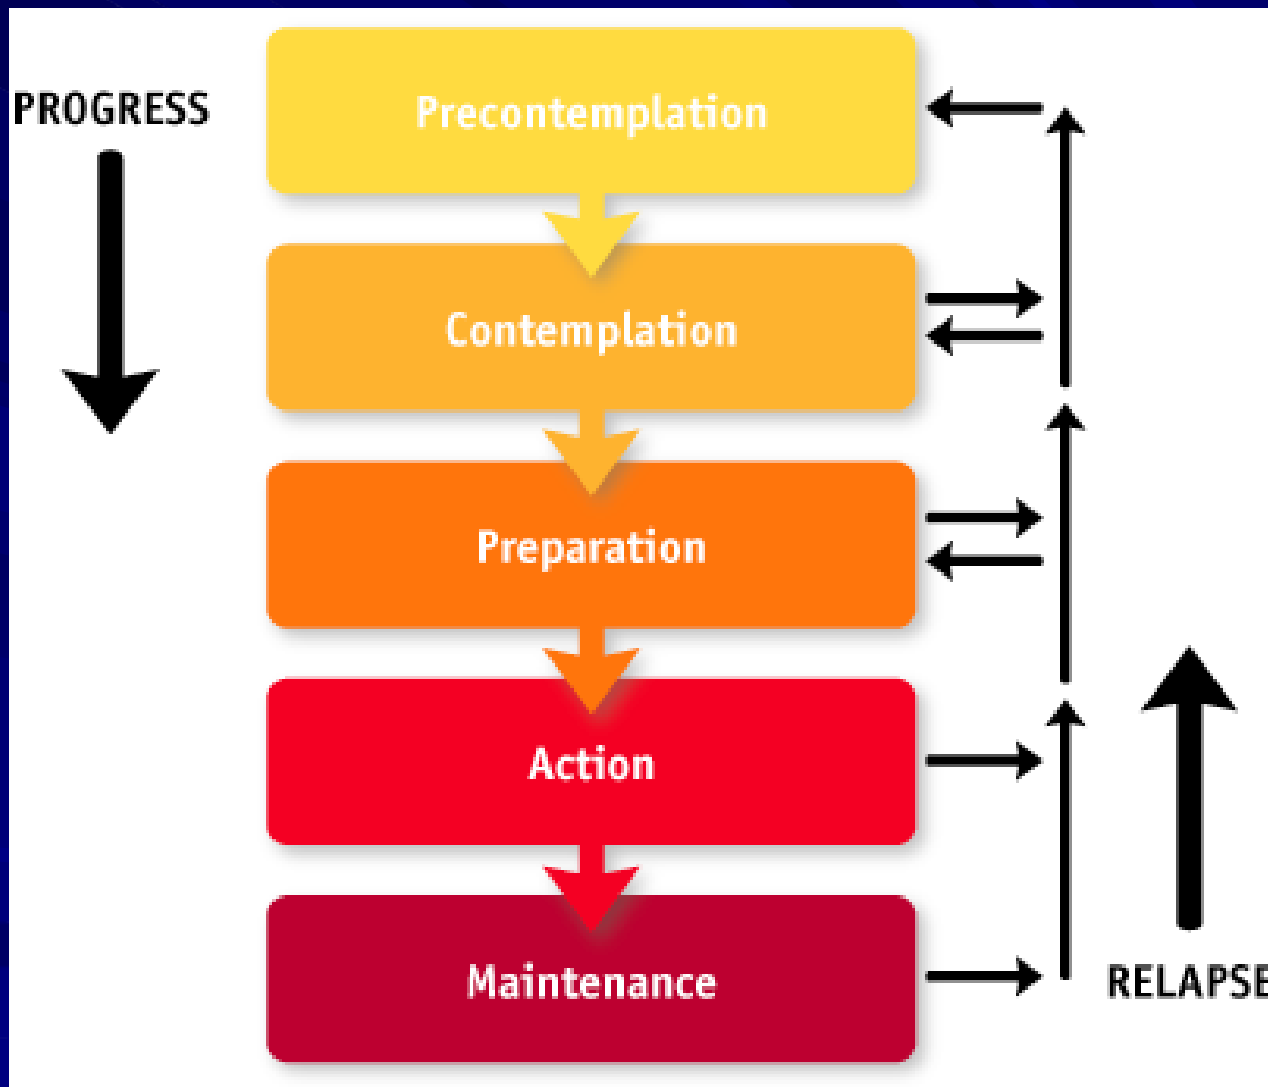 PROGRESS
Precontemplation
Contemplation
Preparation
Action
Maintenance
RELAPSE